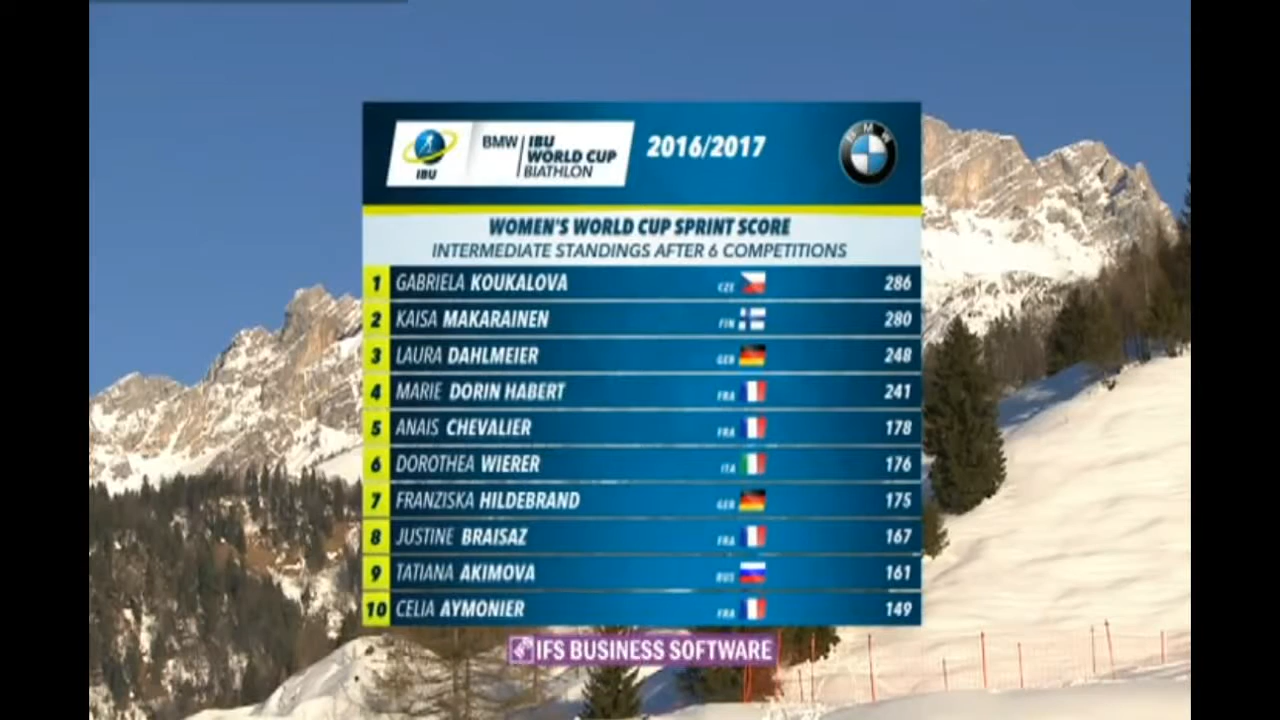 IBU
BMW
IBU
WORLD CUP
BIATHLON
2016/2017
BMW
WOMEN'S WORLD CUP SPRINT SCORE
INTERMEDIATE STANDINGS AFTER 6 COMPETITIONS
1 GABRIELA KOUKALOVA CZE 286
2 KAISA MAKARAINEN FIN 280
3 LAURA DAHLMEIER GER 248
4 MARIE DORIN HABERT FRA 241
5 ANAIS CHEVALIER FRA 178
6 DOROTHEA WIERER ITA 176
7 FRANZISKA HILDEBRAND GER 175
8 JUSTINE BRAISAZ FRA 167
9 TATIANA AKIMOVA RUS 161
10 CELIA AYMONIER FRA 149
IFS BUSINESS SOFTWARE